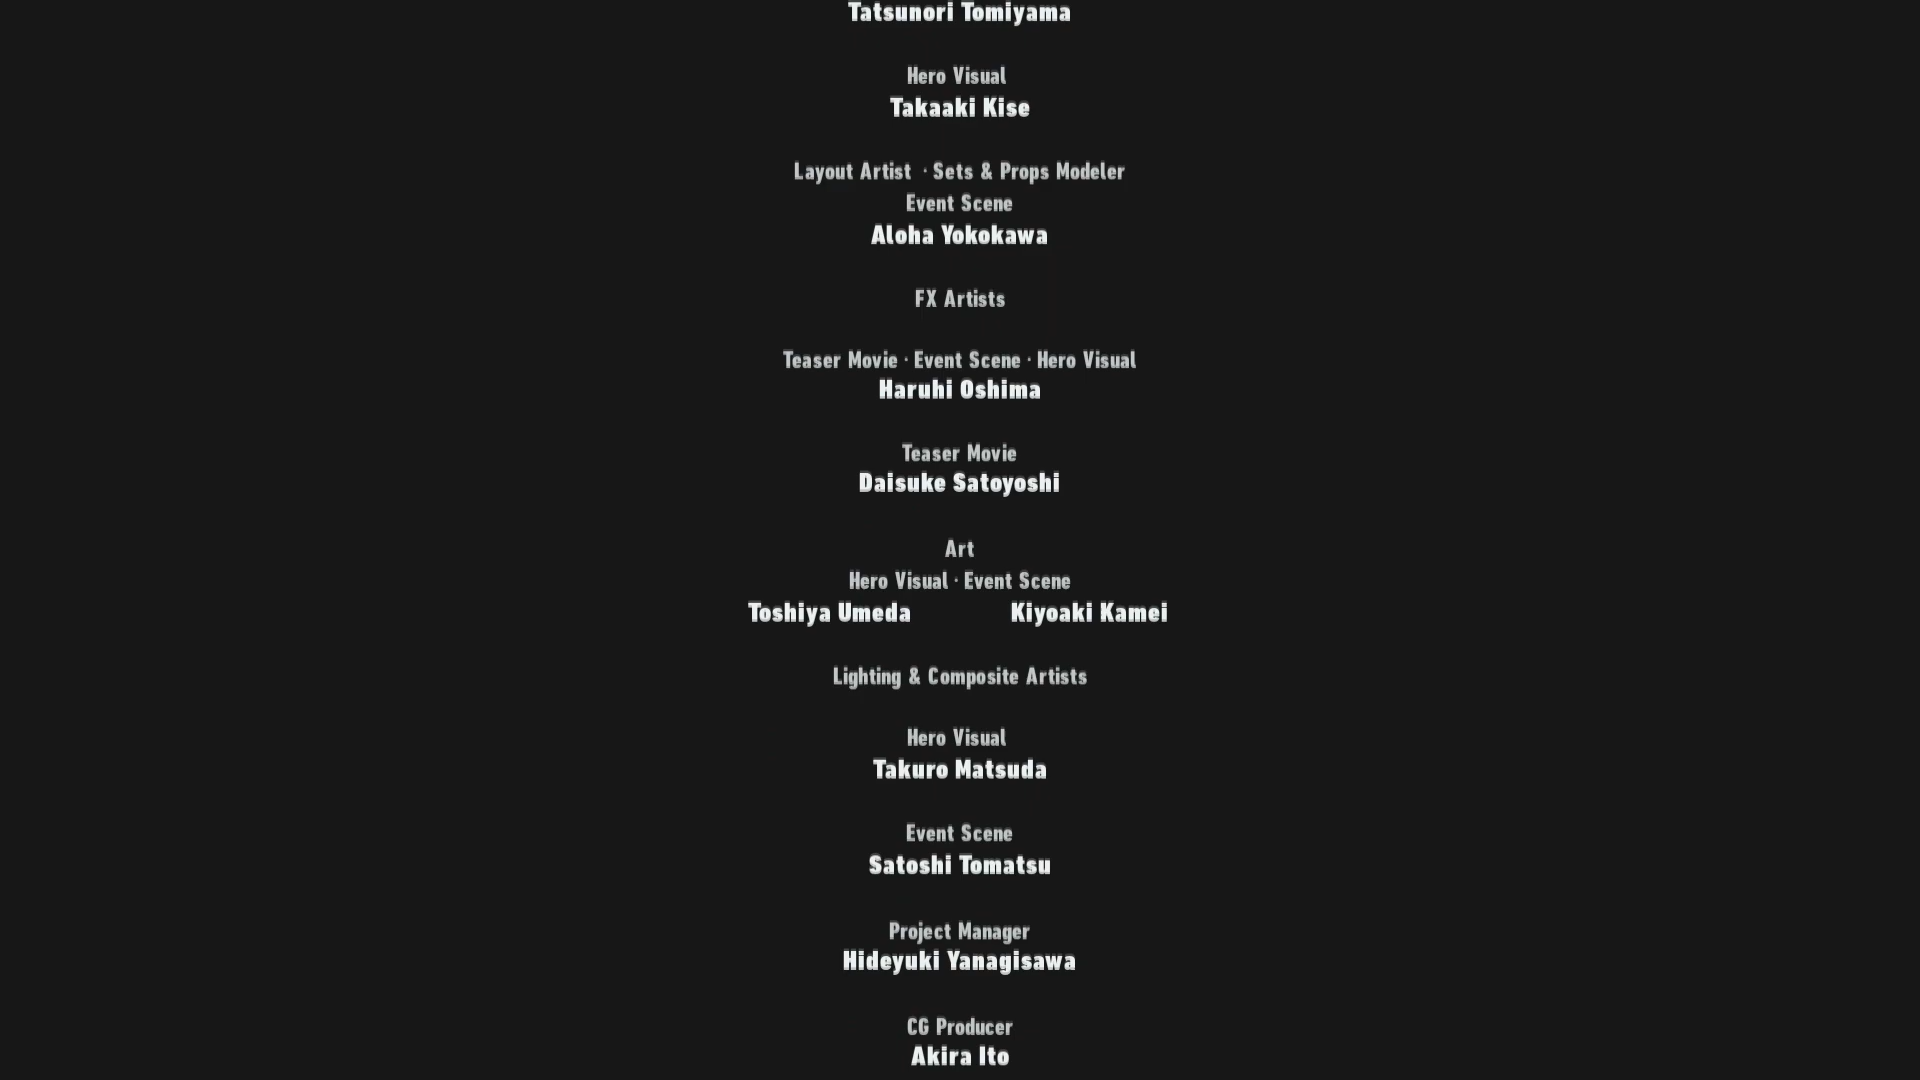 Tatsunori Tomiyama
Hero Visual
Takaaki Kise
Layout Artist · Sets & Props Modeler
Event Scene
Aloha Yokokawa
FX Artists
Teaser Movie · Event Scene · Hero Visual
Haruhi Oshima
Teaser Movie
Daisuke Satoyoshi
Art
Hero Visual · Event Scene
Toshiya Umeda Kiyoaki Kamei
Lighting & Composite Artists
Hero Visual
Takuro Matsuda
Event Scene
Satoshi Tomatsu
Project Manager
Hideyuki Yanagisawa
CG Producer
Akira Ito